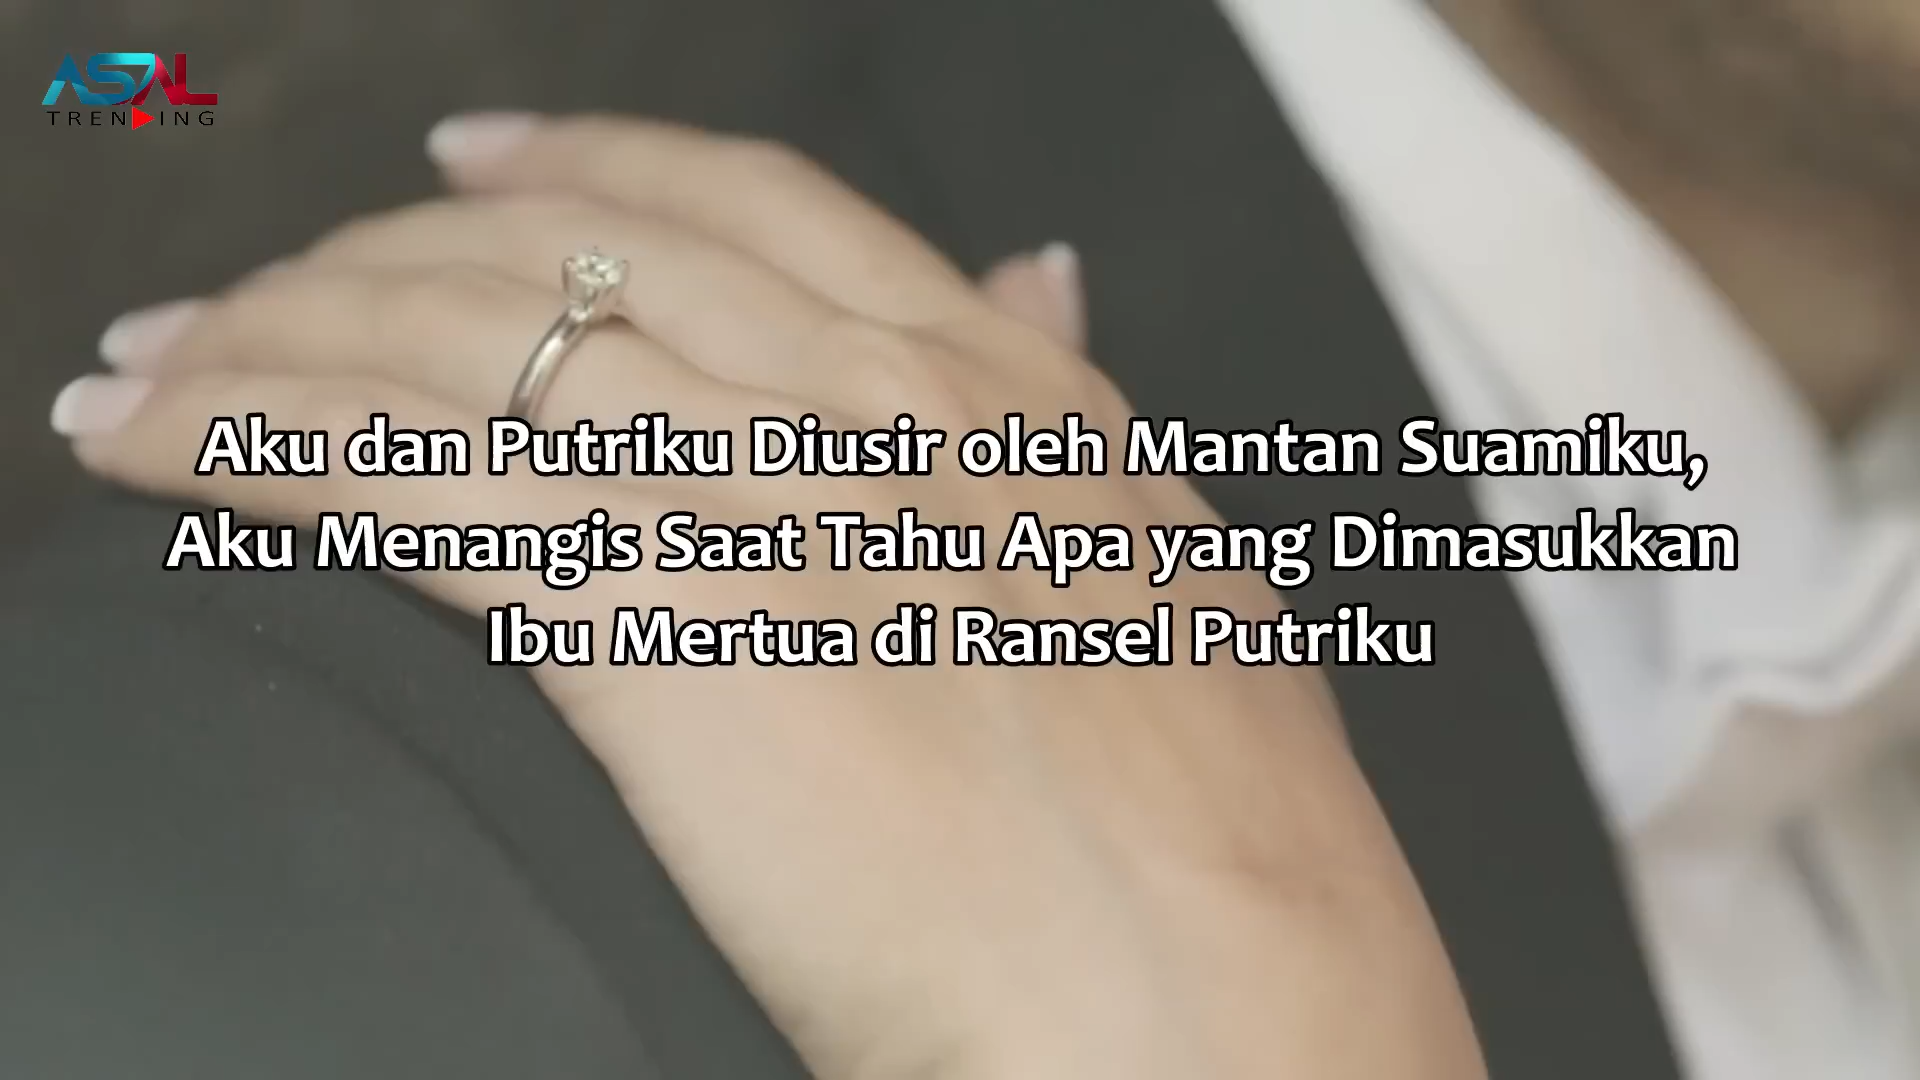 ASAL
TRENDING
Aku dan Putriku Diusir oleh Mantan Suamiku,
Aku Menangis Saat Tahu Apa yang Dimasukkan
Ibu Mertua di Ransel Putriku